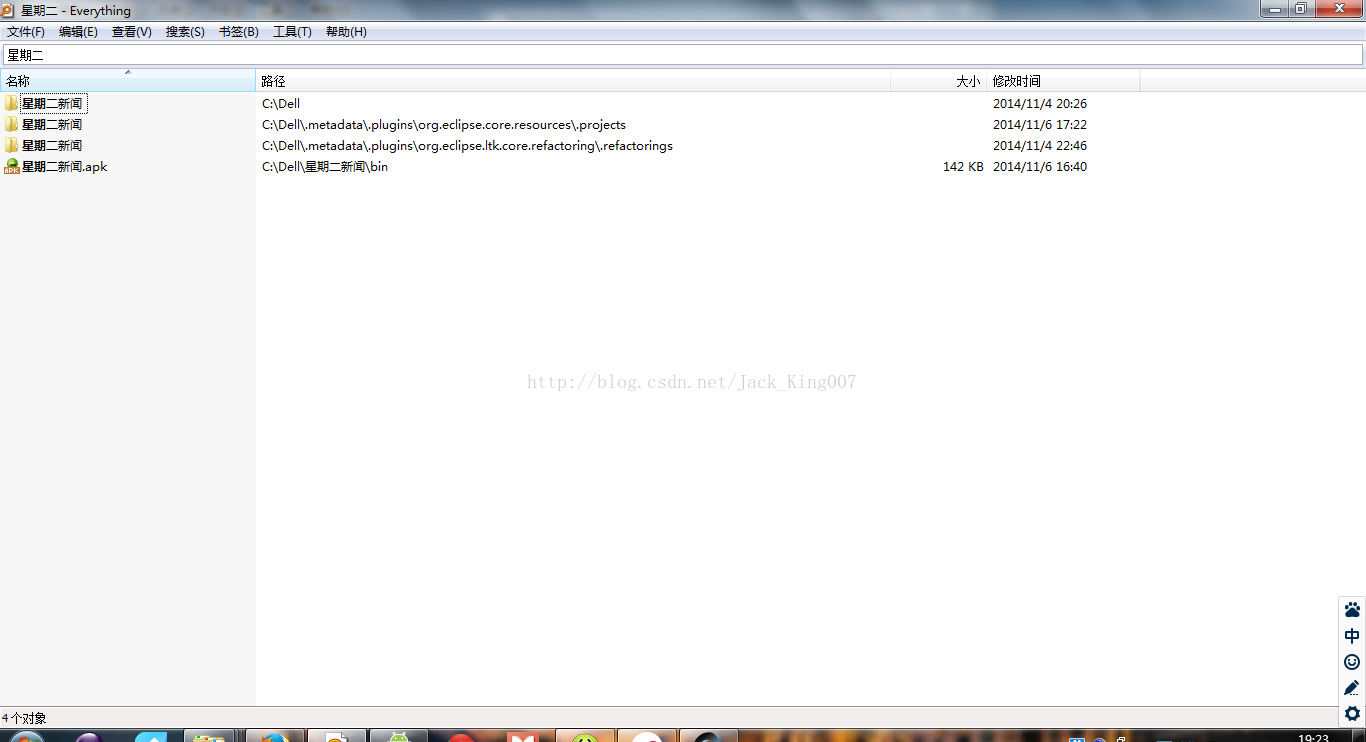 星期二 - Everything
文件(F) 编辑(E) 查看(V) 搜索(S) 书签(B) 工具(T) 帮助(H)
星期二
名称 路径 大小 修改时间
星期二新闻 C:\Dell 2014/11/4 20:26
星期二新闻 C:\Dell\.metadata\.plugins\org.eclipse.core.resources\.projects 2014/11/6 17:22
星期二新闻 C:\Dell\.metadata\.plugins\org.eclipse.ltk.core.refactoring\.refactorings 2014/11/4 22:46
星期二新闻.apk C:\Dell\星期二新闻\bin 142 KB 2014/11/6 16:40
http://blog.csdn.net/Jack_King007
中
4 个对象
19:23